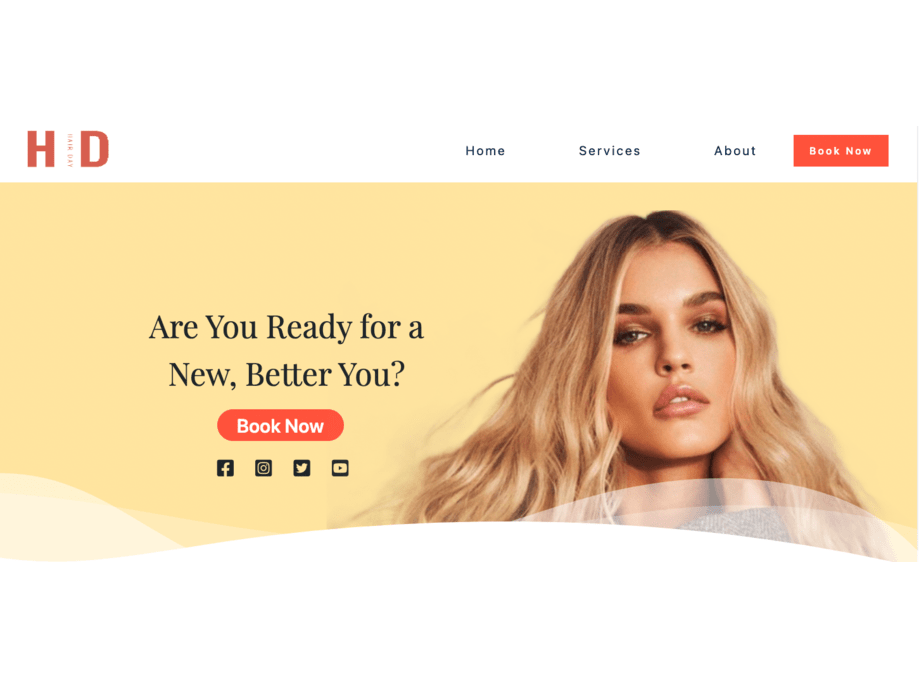 H HAIR DAY D
Home Services About Book Now
Are You Ready for a
New, Better You?
Book Now